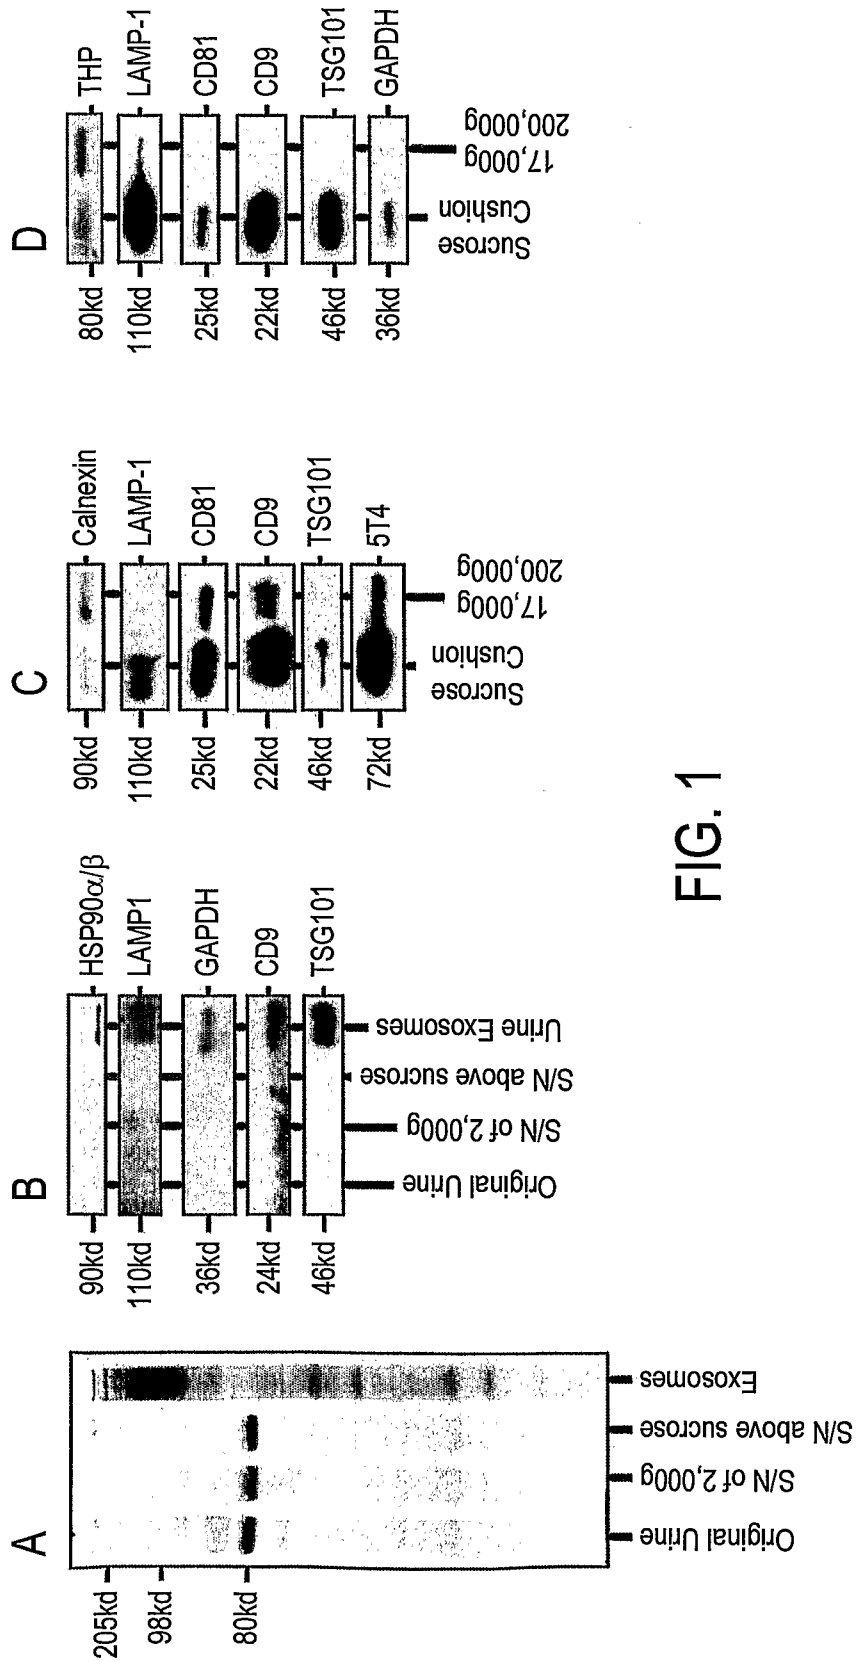 A
205kd
98kd
80kd
Original Urine
S/N of 2,000g
S/N above sucrose
Exosomes
B
90kd
HSP90α/β
110kd
LAMP1
36kd
GAPDH
24kd
CD9
46kd
TSG101
Original Urine
S/N of 2,000g
S/N above sucrose
Urine Exosomes
C
90kd
Calnexin
110kd
LAMP-1
25kd
CD81
22kd
CD9
46kd
TSG101
72kd
5T4
Sucrose
Cushion
17,000g
200,000g
D
80kd
THP
110kd
LAMP-1
25kd
CD81
22kd
CD9
46kd
TSG101
36kd
GAPDH
Sucrose
Cushion
17,000g
200,000g
FIG. 1